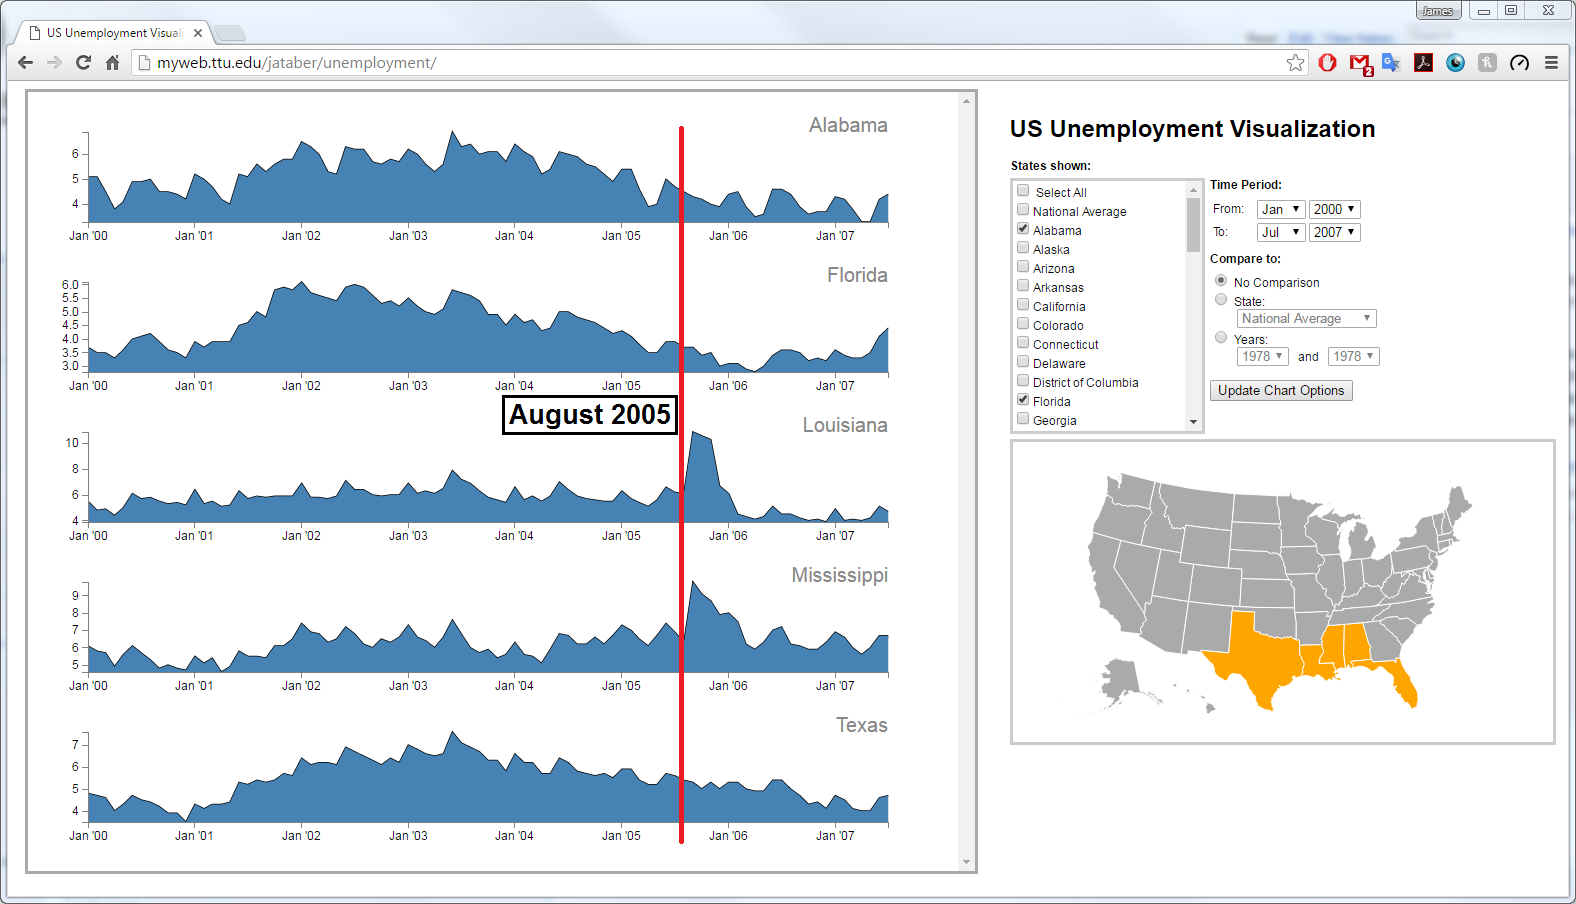 James
US Unemployment Visuali
myweb.ttu.edu/jataber/unemployment/
2
Alabama
6
5
4
Jan '00 Jan '01 Jan '02 Jan '03 Jan '04 Jan '05 Jan '06 Jan '07
Florida
6.0
5.5
5.0
4.5
4.0
3.5
3.0
Jan '00 Jan '01 Jan '02 Jan '03 Jan '04 Jan '05 Jan '06 Jan '07
August 2005
Louisiana
10
8
6
4
Jan '00 Jan '01 Jan '02 Jan '03 Jan '04 Jan '05 Jan '06 Jan '07
Mississippi
9
8
7
6
5
Jan '00 Jan '01 Jan '02 Jan '03 Jan '04 Jan '05 Jan '06 Jan '07
Texas
7
6
5
4
Jan '00 Jan '01 Jan '02 Jan '03 Jan '04 Jan '05 Jan '06 Jan '07
US Unemployment Visualization
States shown:
Select All
National Average
Alabama
Alaska
Arizona
Arkansas
California
Colorado
Connecticut
Delaware
District of Columbia
Florida
Georgia
Time Period:
From: Jan 2000
To: Jul 2007
Compare to:
No Comparison
State:
National Average
Years:
1978 and 1978
Update Chart Options